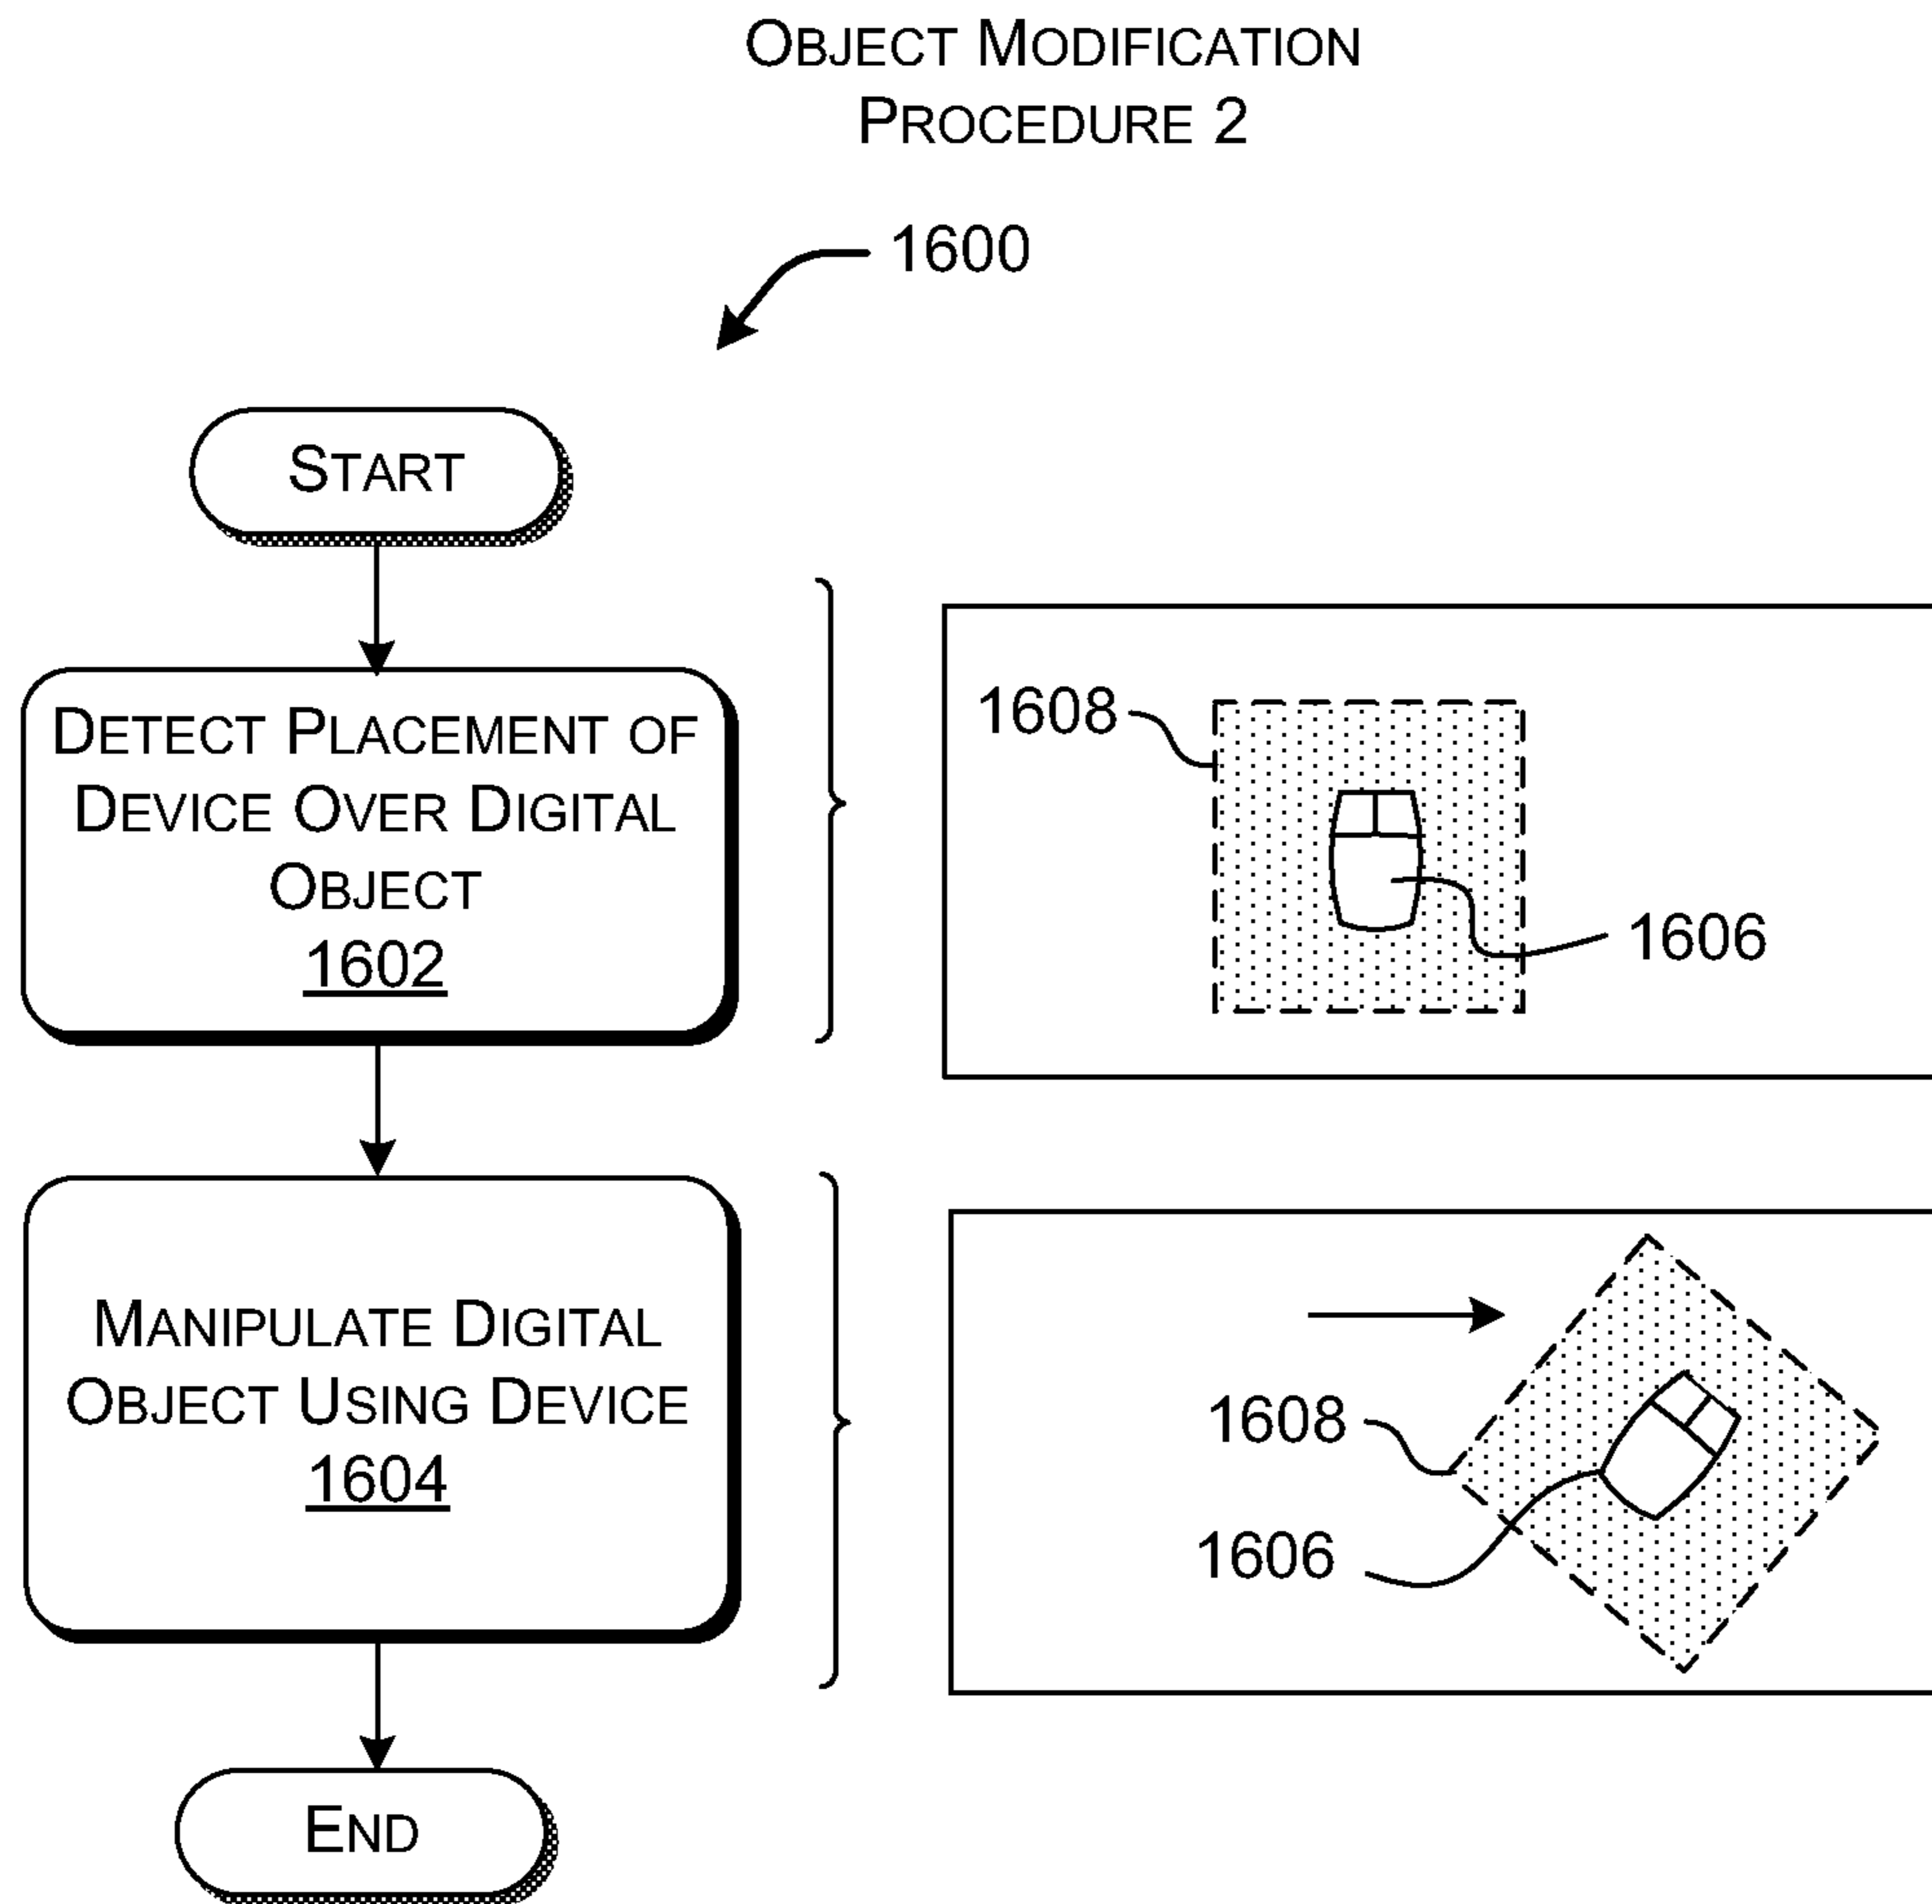 OBJECT MODIFICATION
PROCEDURE 2
1600
START
DETECT PLACEMENT OF
DEVICE OVER DIGITAL
OBJECT
1602
1608
1606
MANIPULATE DIGITAL
OBJECT USING DEVICE
1604
1608
1606
END